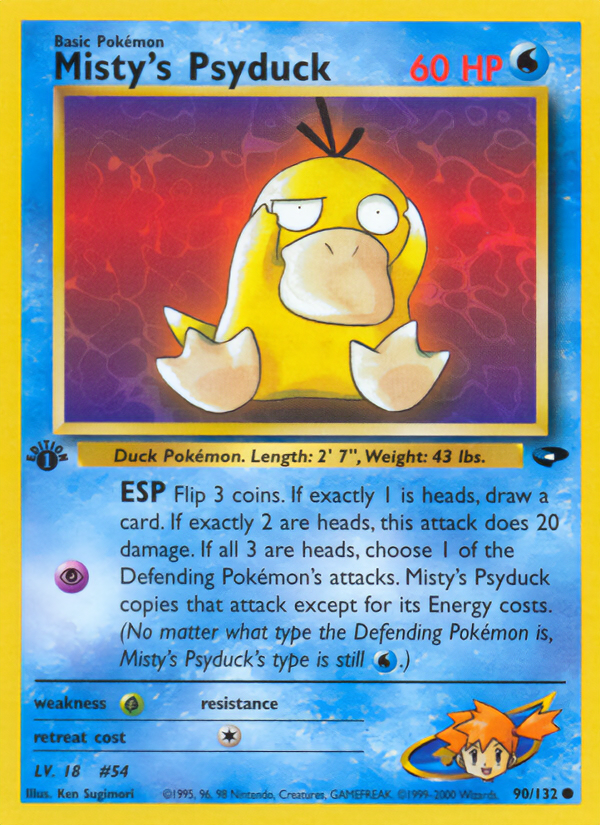 Basic Pokémon
Misty's Psyduck
60 HP
EDITION
1
Duck Pokémon. Length: 2' 7", Weight: 43 lbs.
ESP Flip 3 coins. If exactly 1 is heads, draw a
card. If exactly 2 are heads, this attack does 20
damage. If all 3 are heads, choose 1 of the
Defending Pokémon's attacks. Misty's Psyduck
copies that attack except for its Energy costs.
(No matter what type the Defending Pokémon is,
Misty's Psyduck's type is still .)
weakness
resistance
retreat cost
LV. 18 #54
Illus. Ken Sugimori
©1995, 96, 98 Nintendo, Creatures, GAMEFREAK. ©1999-2000 Wizards.
90/132